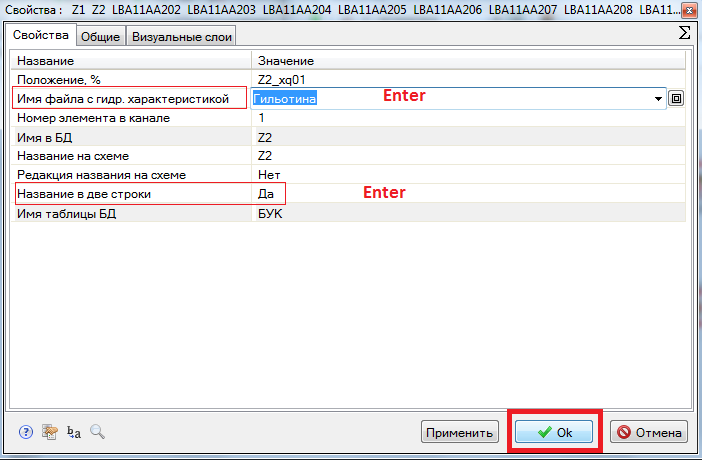 Свойства : Z1 Z2 LBA11AA202 LBA11AA203 LBA11AA204 LBA11AA205 LBA11AA206 LBA11AA207 LBA11AA208 LBA11...
Свойства Общие Визуальные слои Σ
Название Значение
Положение, % Z2_xq01
Имя файла с гидр. характеристикой Гильотина Enter
Номер элемента в канале 1
Имя в БД Z2
Название на схеме Z2
Редакция названия на схеме Нет
Название в две строки Да Enter
Имя таблицы БД БУК
? ba Применить Ok Отмена